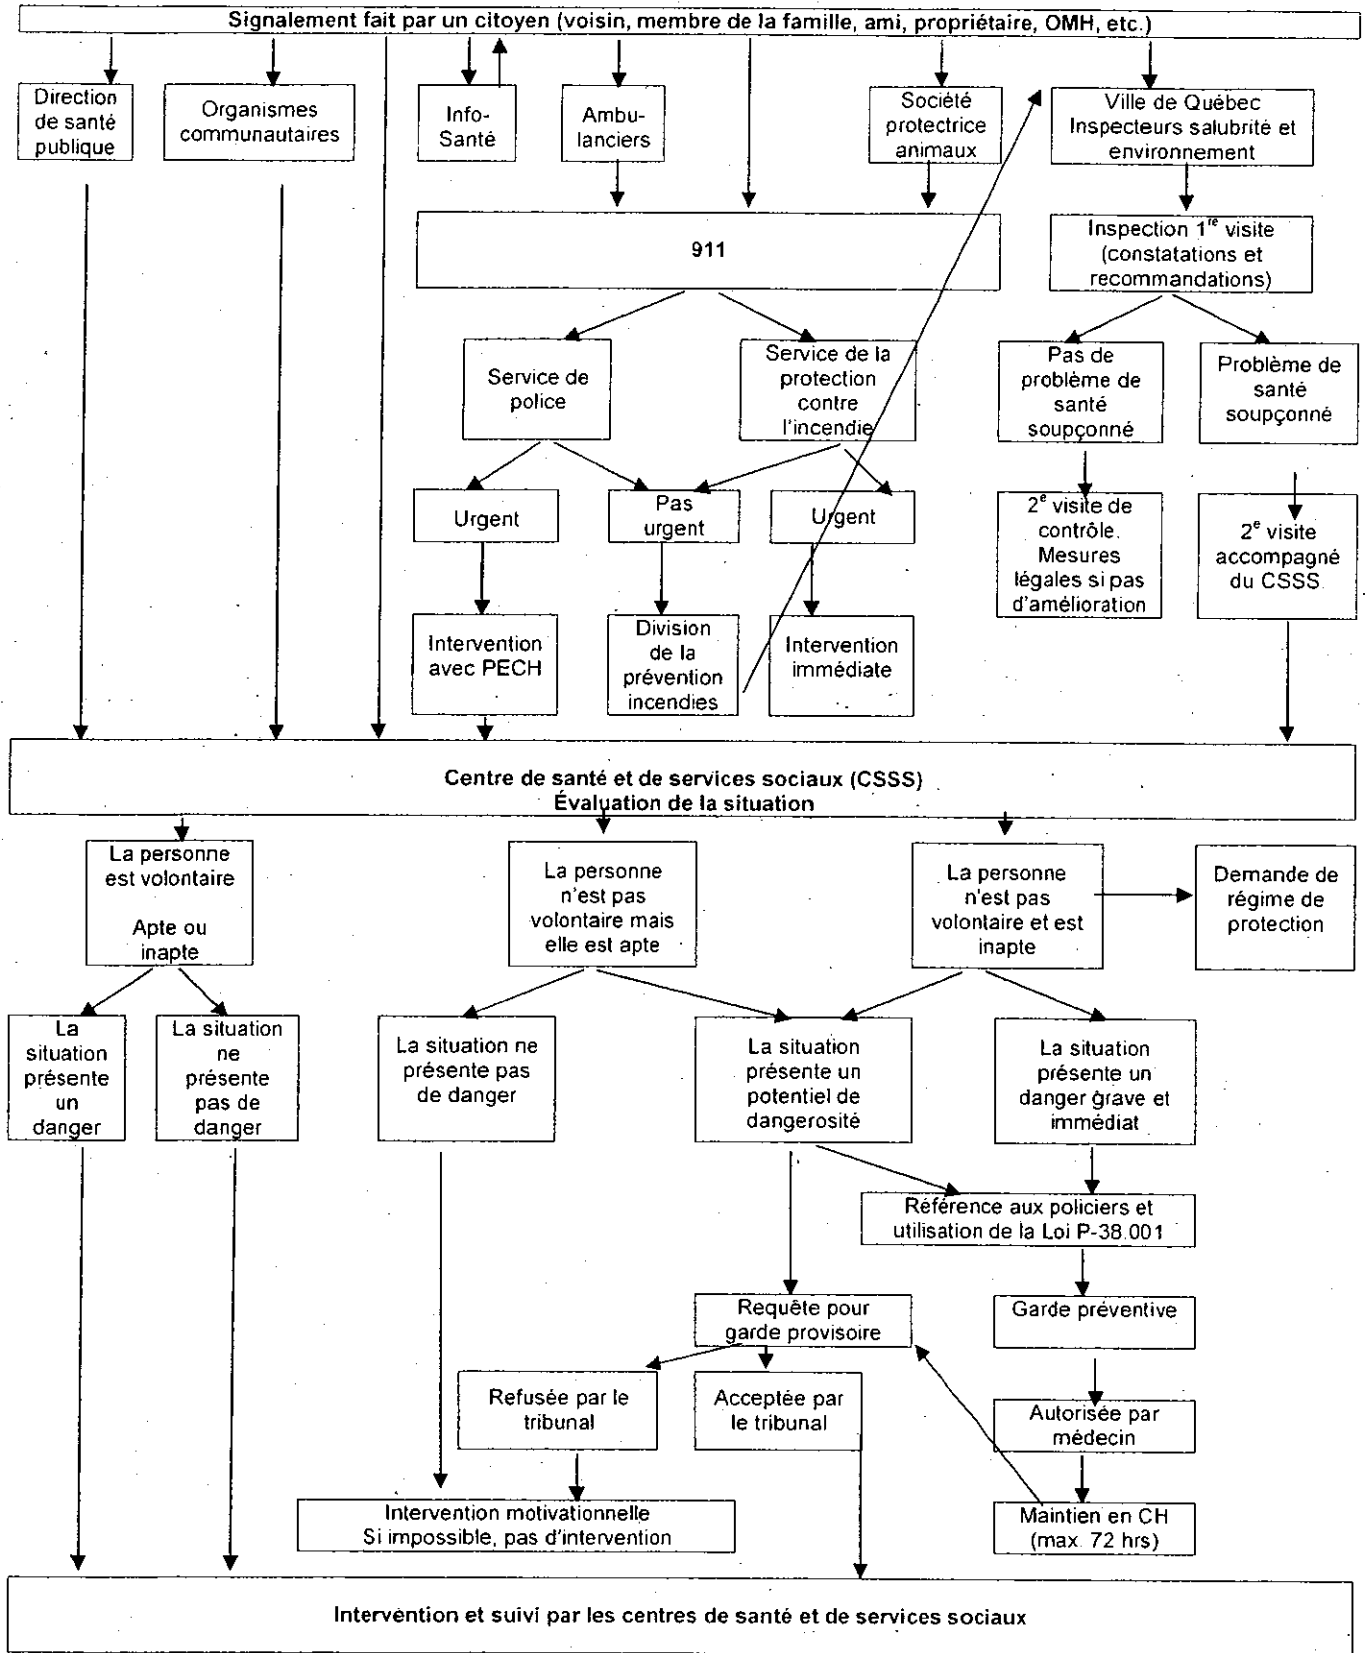 Signalement fait par un citoyen (voisin, membre de la famille, ami, propriétaire, OMH, etc.)
Direction
de santé
publique
Organismes
communautaires
Info-
Santé
Ambu-
lanciers
Société
protectrice
animaux
Ville de Québec
Inspecteurs salubrité et
environnement
911
Inspection 1re visite
(constatations et
recommandations)
Service de
police
Service de la
protection
contre
l'incendie
Pas de
problème de
santé
soupçonné
Problème de
santé
soupçonné
Urgent
Pas
urgent
Urgent
2e visite de
contrôle.
Mesures
légales si pas
d'amélioration
2e visite
accompagné
du CSSS
Intervention
avec PECH
Division
de la
prévention
incendies
Intervention
immédiate
Centre de santé et de services sociaux (CSSS)
Évaluation de la situation
La personne
est volontaire
Apte ou
inapte
La personne
n'est pas
volontaire mais
elle est apte
La personne
n'est pas
volontaire et est
inapte
Demande de
régime de
protection
La
situation
présente
un
danger
La situation
ne
présente
pas de
danger
La situation ne
présente pas
de danger
La situation
présente un
potentiel de
dangerosité
La situation
présente un
danger grave et
immédiat
Référence aux policiers et
utilisation de la Loi P-38.001
Requête pour
garde provisoire
Garde préventive
Refusée par le
tribunal
Acceptée par
le tribunal
Autorisée par
médecin
Intervention motivationnelle
Si impossible, pas d'intervention
Maintien en CH
(max. 72 hrs)
Intervention et suivi par les centres de santé et de services sociaux